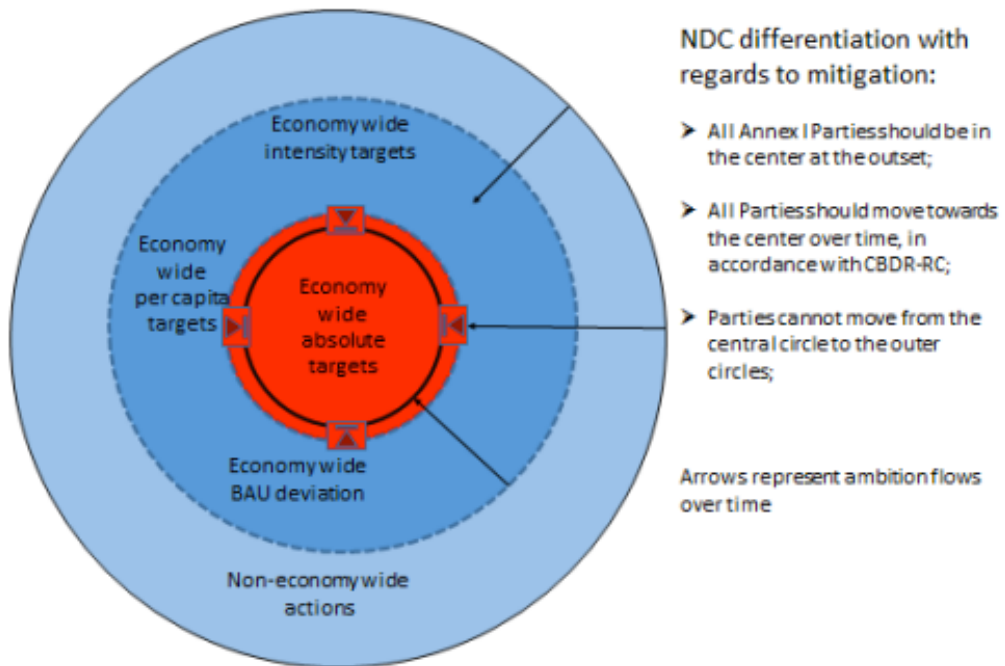 Economy wide
intensity targets
Economy
wide
per capita
targets
Economy
wide
absolute
targets
Economy wide
BAU deviation
Non-economy wide
actions
NDC differentiation with
regards to mitigation:
➢ All Annex I Parties should be in
the center at the outset;
➢ All Parties should move towards
the center over time, in
accordance with CBDR-RC;
➢ Parties cannot move from the
central circle to the outer
circles;
Arrows represent ambition flows
over time